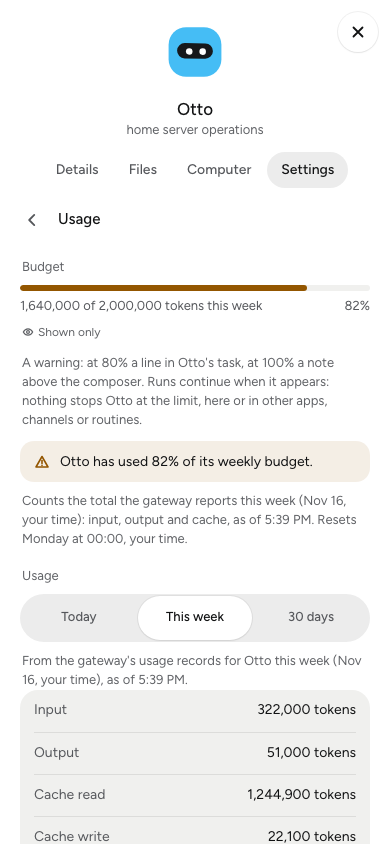 Otto
home server operations
Details Files Computer Settings
Usage
Budget
1,640,000 of 2,000,000 tokens this week 82%
Shown only
A warning: at 80% a line in Otto's task, at 100% a note
above the composer. Runs continue when it appears:
nothing stops Otto at the limit, here or in other apps,
channels or routines.
Otto has used 82% of its weekly budget.
Counts the total the gateway reports this week (Nov 16,
your time): input, output and cache, as of 5:39 PM. Resets
Monday at 00:00, your time.
Usage
Today This week 30 days
From the gateway's usage records for Otto this week (Nov
16, your time), as of 5:39 PM.
Input 322,000 tokens
Output 51,000 tokens
Cache read 1,244,900 tokens
Cache write 22,100 tokens